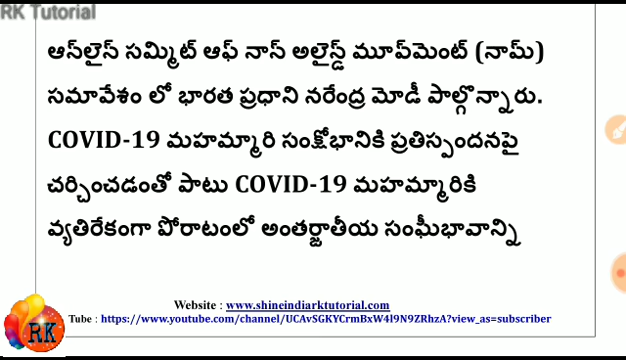 RK Tutorial
ఆన్‌లైన్ సమ్మిట్ ఆఫ్ నాన్ అలైన్డ్ మూవ్‌మెంట్ (నామ్)
సమావేశం లో భారత ప్రధాని నరేంద్ర మోడీ పాల్గొన్నారు.
COVID-19 మహమ్మారి సంక్షోభానికి ప్రతిస్పందనపై
చర్చించడంతో పాటు COVID-19 మహమ్మారికి
వ్యతిరేకంగా పోరాటంలో అంతర్జాతీయ సంఘీభావాన్ని
Website : www.shineindiarktutorial.com
Tube : https://www.youtube.com/channel/UCAvSGKYCrmBxW4l9N9ZRhzA?view_as=subscriber
RK